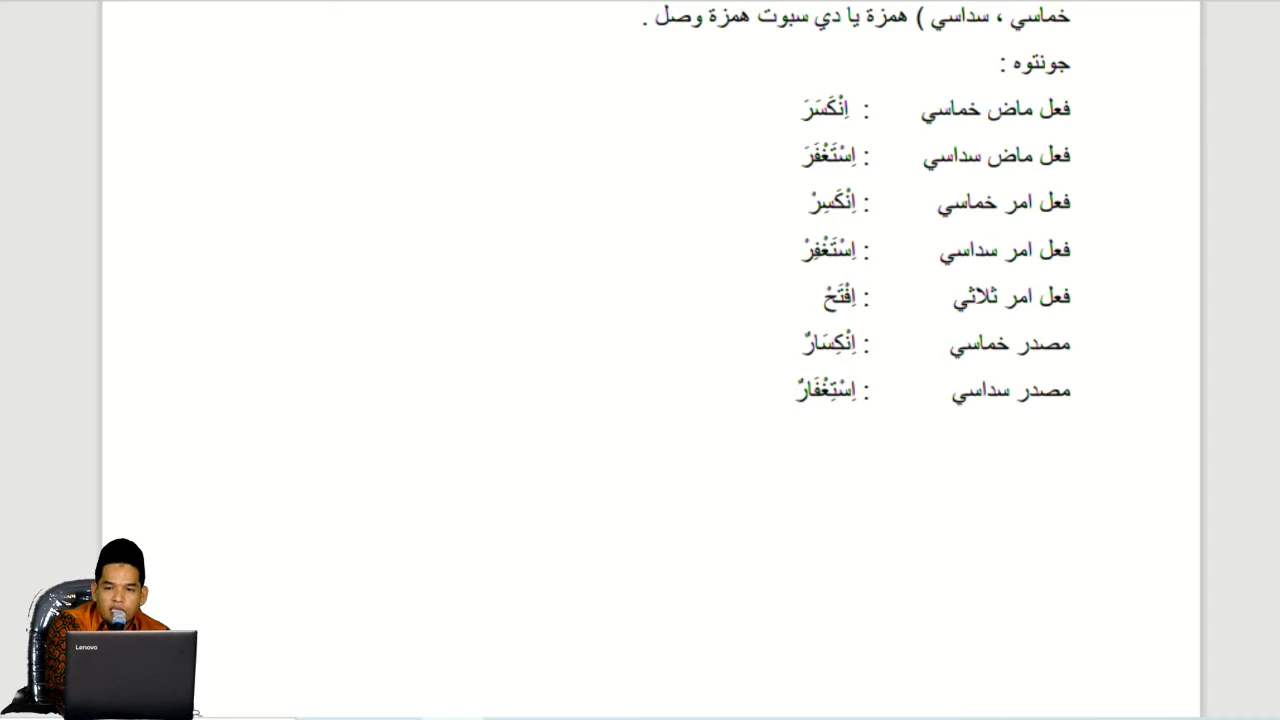 خماسي ، سداسي ) همزة يا دي سبوت همزة وصل .
جونتوه :
فعل ماض خماسي : اِنْكَسَرَ
فعل ماض سداسي : اِسْتَغْفَرَ
فعل امر خماسي : اِنْكَسِرْ
فعل امر سداسي : اِسْتَغْفِرْ
فعل امر ثلاثي : اِفْتَحْ
مصدر خماسي : اِنْكِسَارٌ
مصدر سداسي : اِسْتِغْفَارٌ
Lenovo